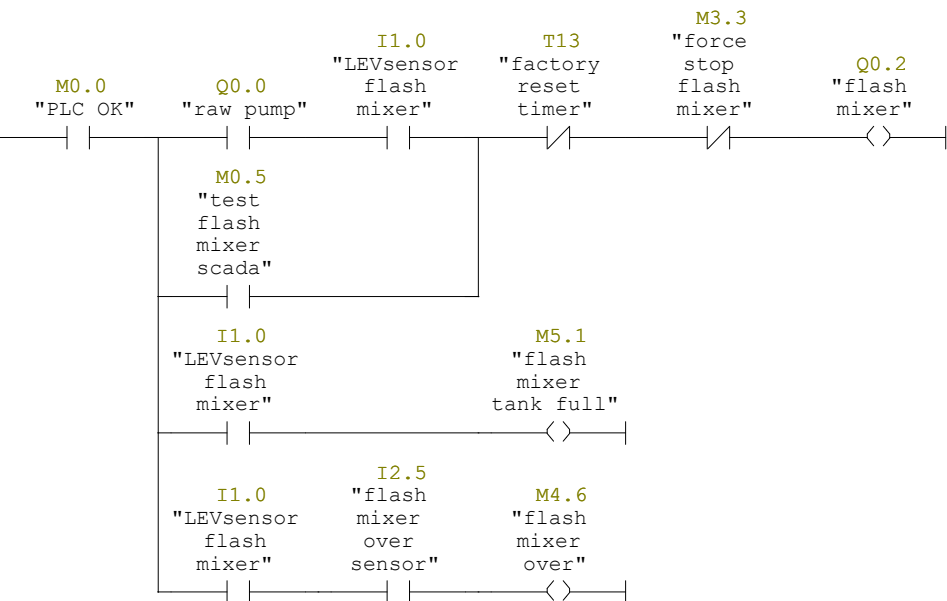 M3.3
"force
stop
flash
mixer"
I1.0
"LEVsensor
flash
mixer"
T13
"factory
reset
timer"
Q0.2
"flash
mixer"
M0.0
"PLC OK"
Q0.0
"raw pump"
M0.5
"test
flash
mixer
scada"
I1.0
"LEVsensor
flash
mixer"
M5.1
"flash
mixer
tank full"
I1.0
"LEVsensor
flash
mixer"
I2.5
"flash
mixer
over
sensor"
M4.6
"flash
mixer
over"